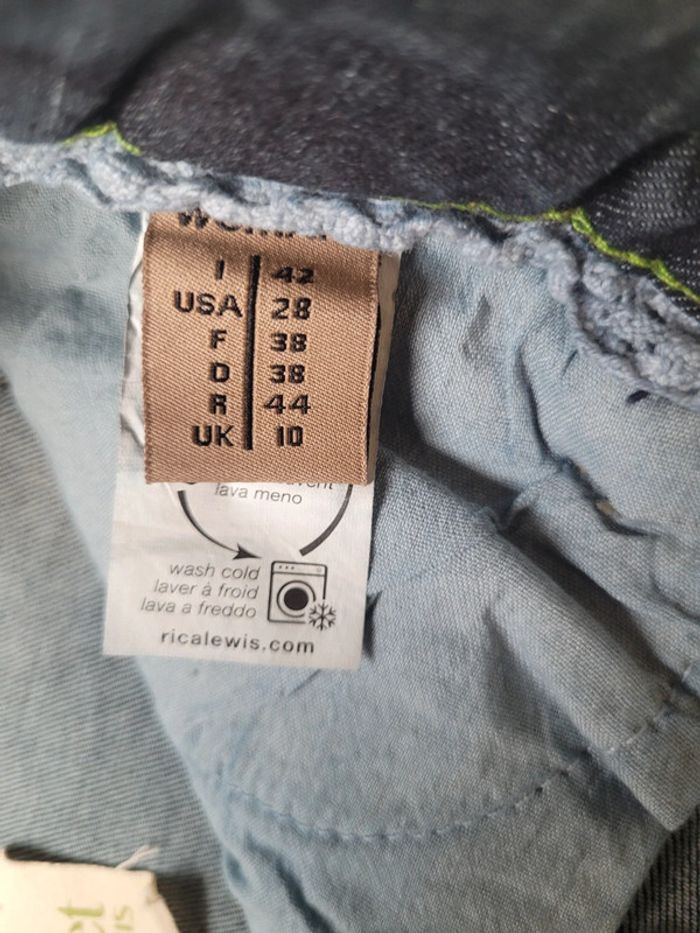 I 42
USA 28
F 38
D 38
R 44
UK 10
lava meno
wash cold
laver à froid
lava a freddo
ricalewis.com